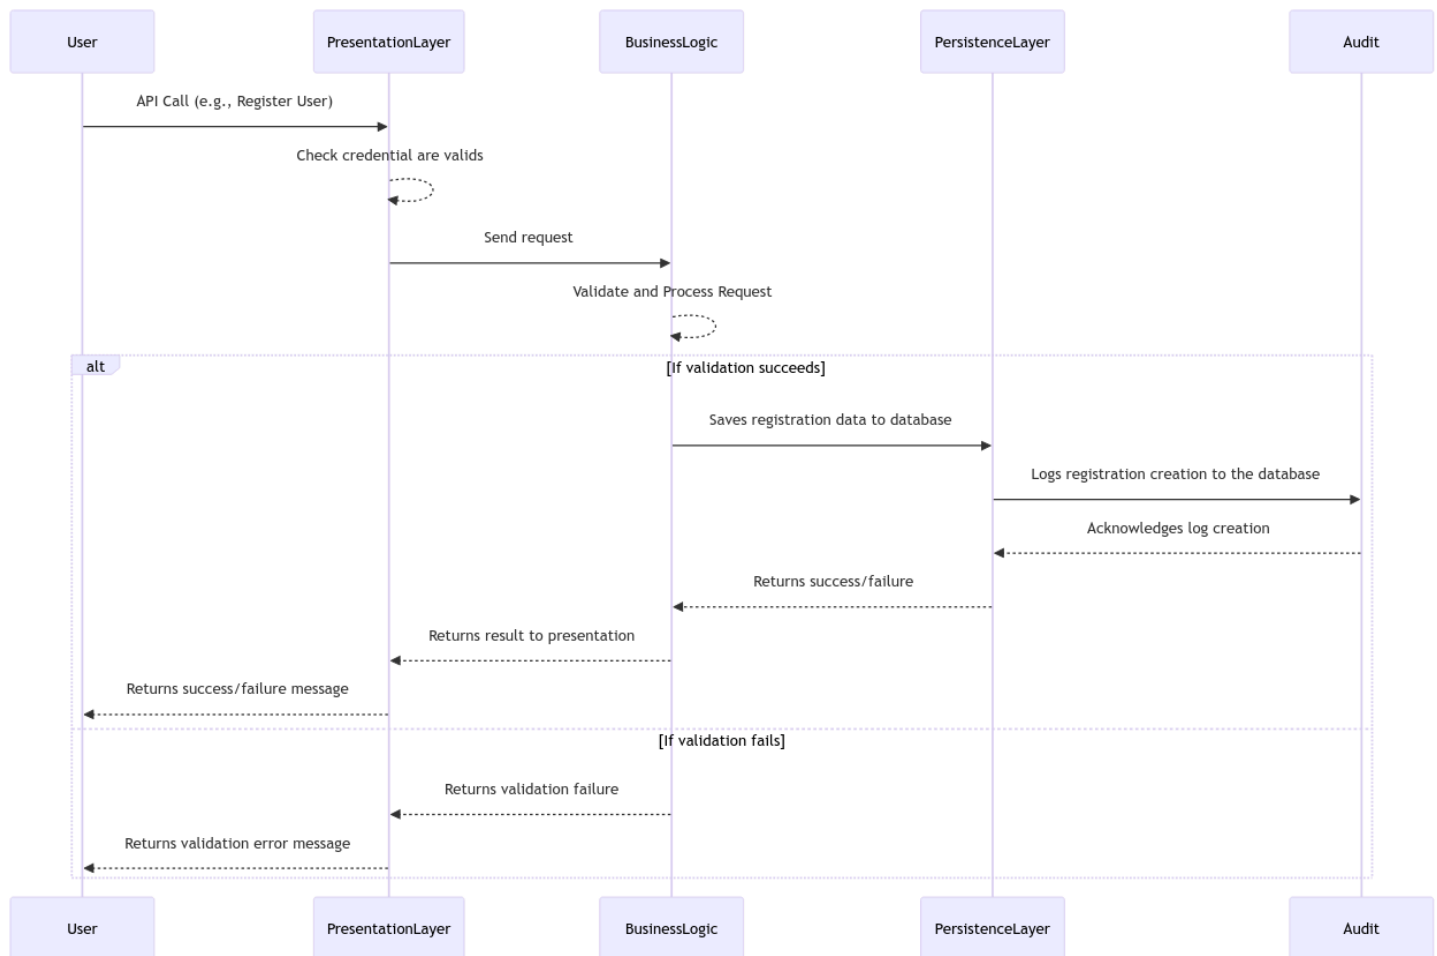 User
PresentationLayer
BusinessLogic
PersistenceLayer
Audit
API Call (e.g., Register User)
Check credential are valids
Send request
Validate and Process Request
alt
[If validation succeeds]
Saves registration data to database
Logs registration creation to the database
Acknowledges log creation
Returns success/failure
Returns result to presentation
Returns success/failure message
[If validation fails]
Returns validation failure
Returns validation error message
User
PresentationLayer
BusinessLogic
PersistenceLayer
Audit